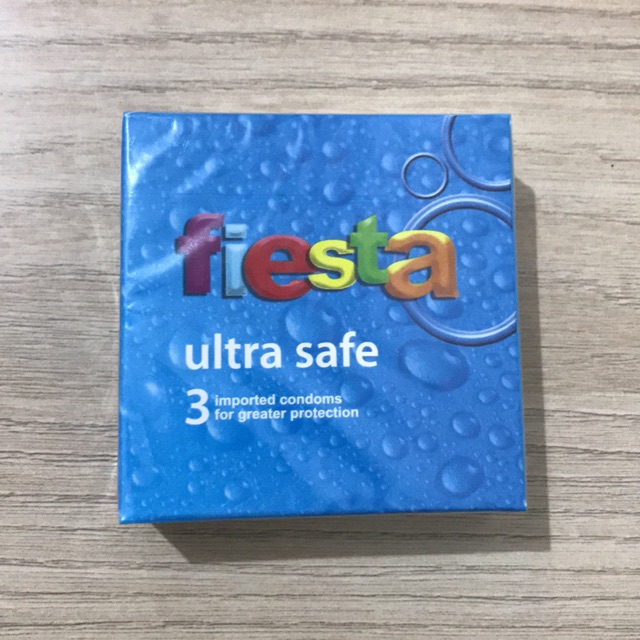 fiesta
ultra safe
3 imported condoms
for greater protection